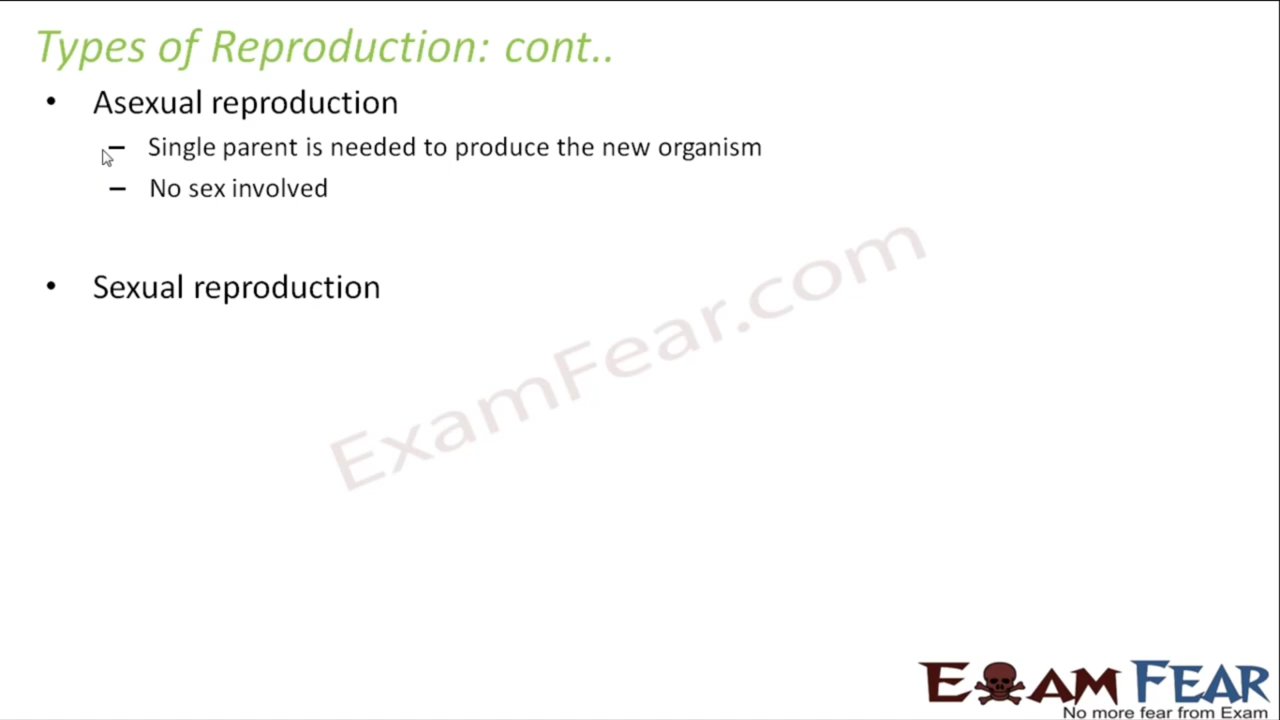 Types of Reproduction: cont..
• Asexual reproduction
– Single parent is needed to produce the new organism
– No sex involved
• Sexual reproduction
ExamFear.com
EXAM FEAR
No more fear from Exam